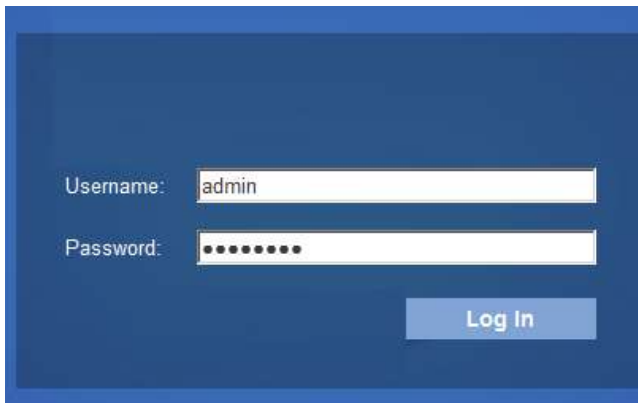 Username: admin
Password: ••••••••
Log In